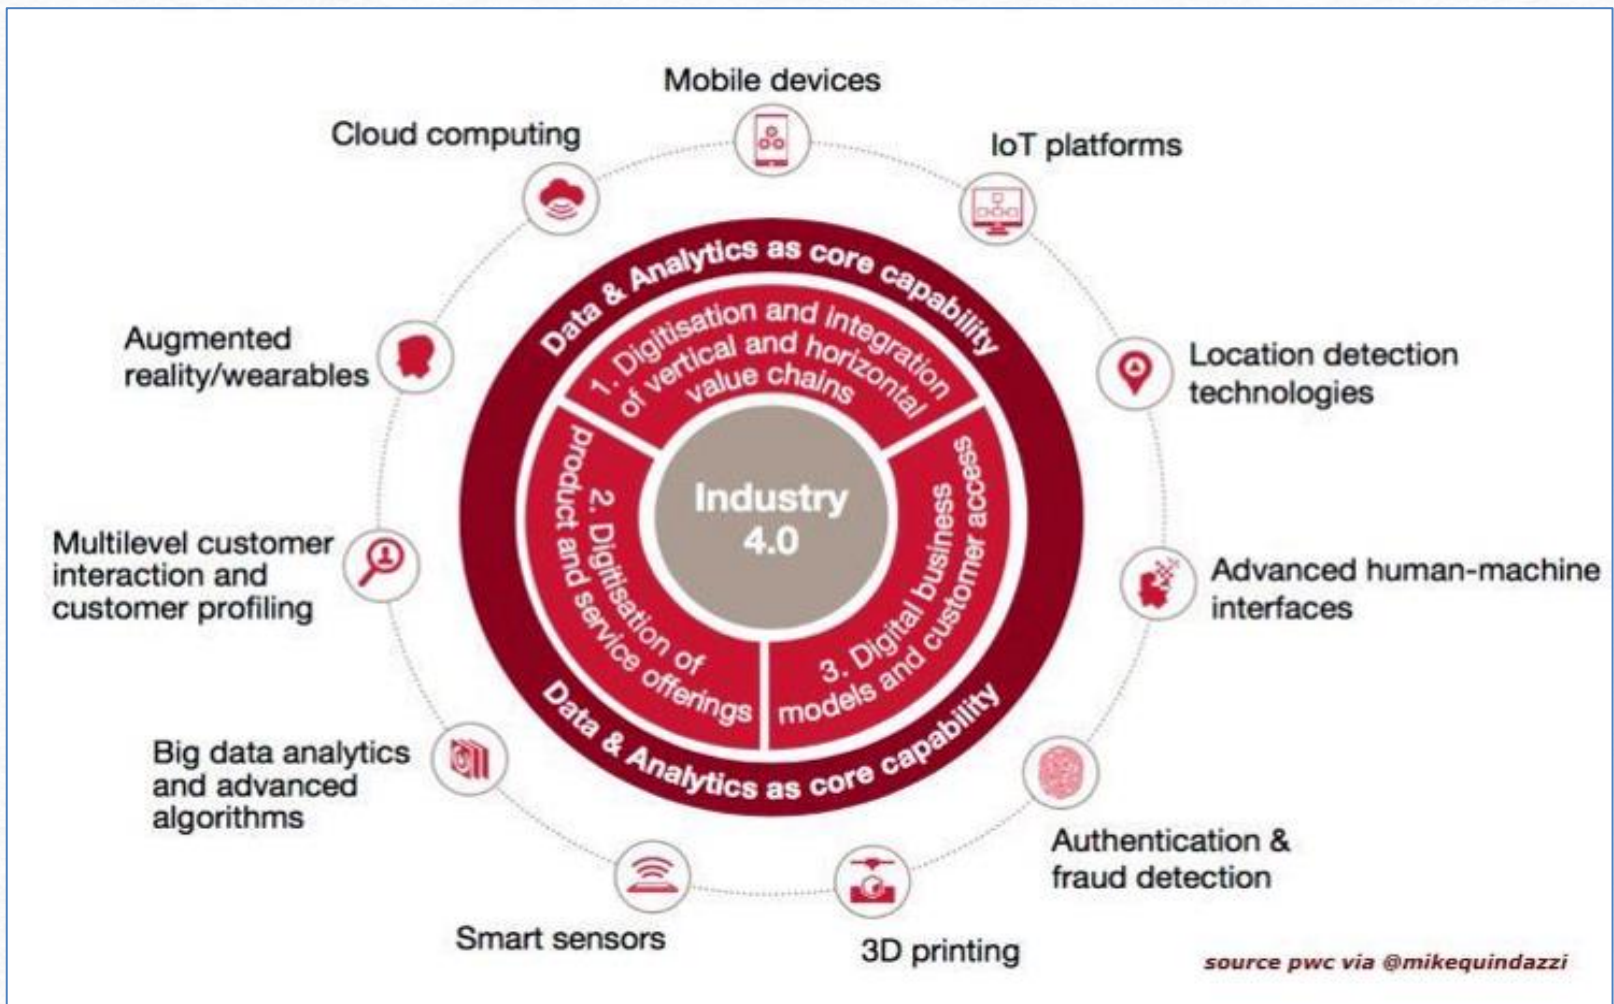 Mobile devices
Cloud computing
IoT platforms
Data & Analytics as core capability
1. Digitisation and integration
of vertical and horizontal
value chains
Augmented
reality/wearables
Location detection
technologies
Industry
4.0
2. Digitisation of
product and service offerings
3. Digital business
models and customer access
Multilevel customer
interaction and
customer profiling
Advanced human-machine
interfaces
Data & Analytics as core capability
Big data analytics
and advanced
algorithms
Authentication &
fraud detection
Smart sensors
3D printing
source pwc via @mikequindazzi